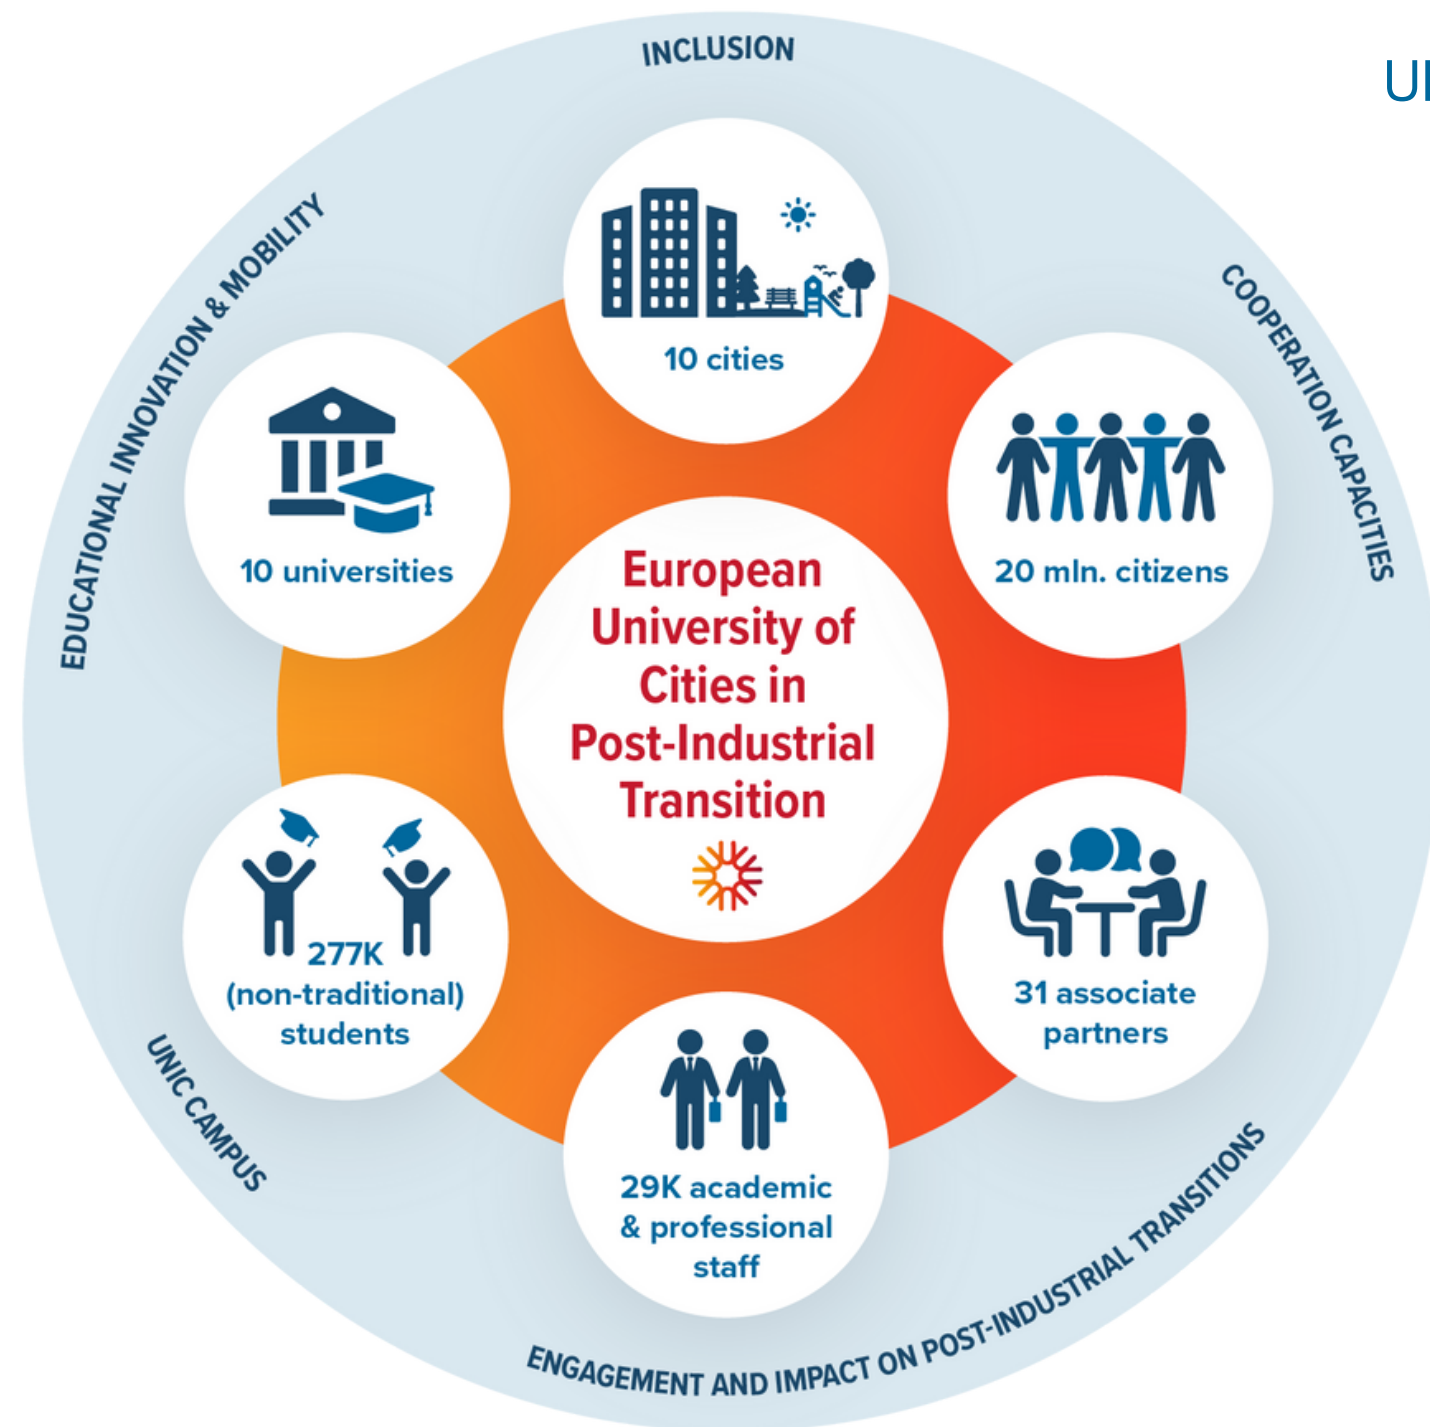 INCLUSION
COOPERATION CAPACITIES
ENGAGEMENT AND IMPACT ON POST-INDUSTRIAL TRANSITIONS
UNIC CAMPUS
EDUCATIONAL INNOVATION & MOBILITY
10 cities
20 mln. citizens
31 associate
partners
29K academic
& professional
staff
277K
(non-traditional)
students
10 universities
European
University of
Cities in
Post-Industrial
Transition